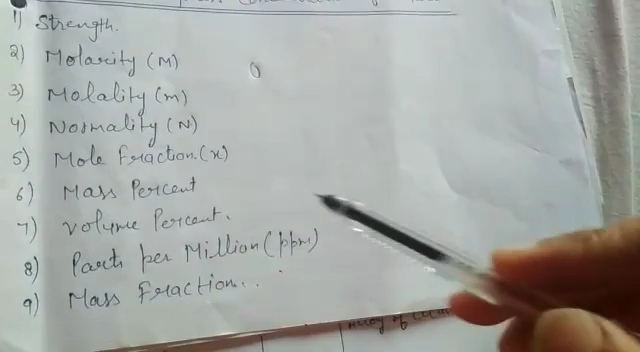 1) Strength.
2) Molarity (M)
3) Molality (m)
4) Normality (N)
5) Mole Fraction (x)
6) Mass Percent
7) Volume Percent.
8) Parts per Million (ppm)
9) Mass Fraction..